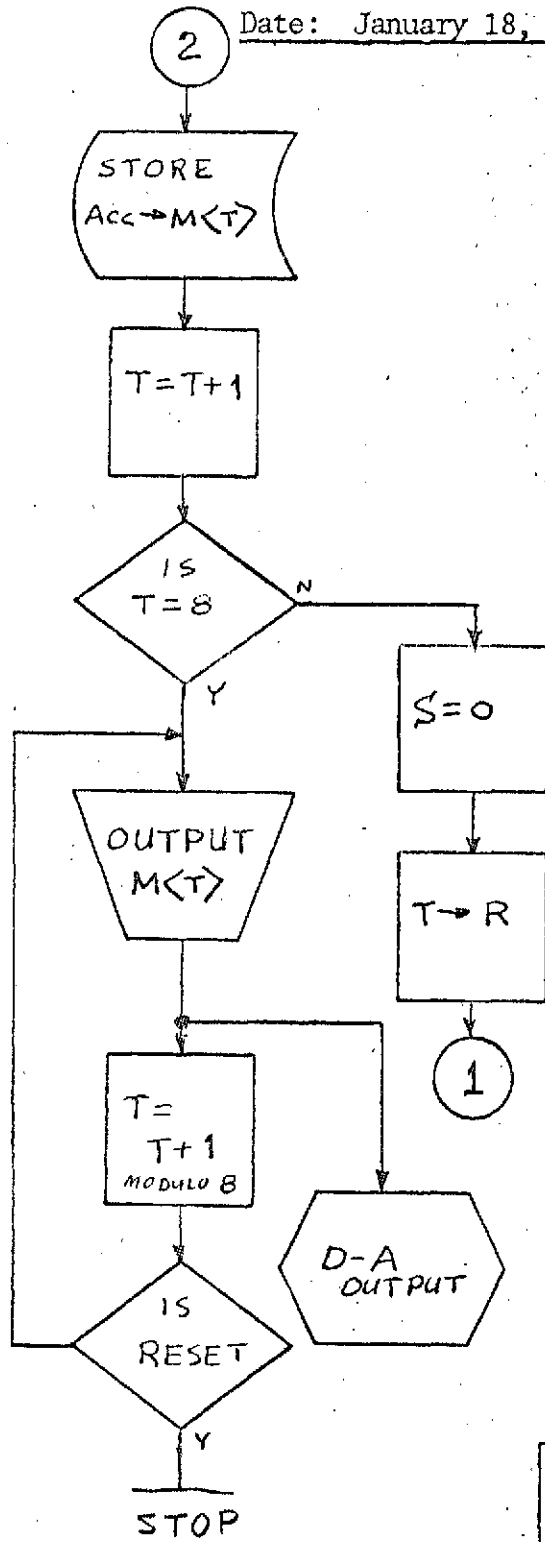 Date: January 18,
2
STORE
Acc→M<T>
T=T+1
IS
T=8
N
Y
S=0
OUTPUT
M<T>
T→R
1
T=
T+1
MODULO 8
D-A
OUTPUT
IS
RESET
Y
STOP